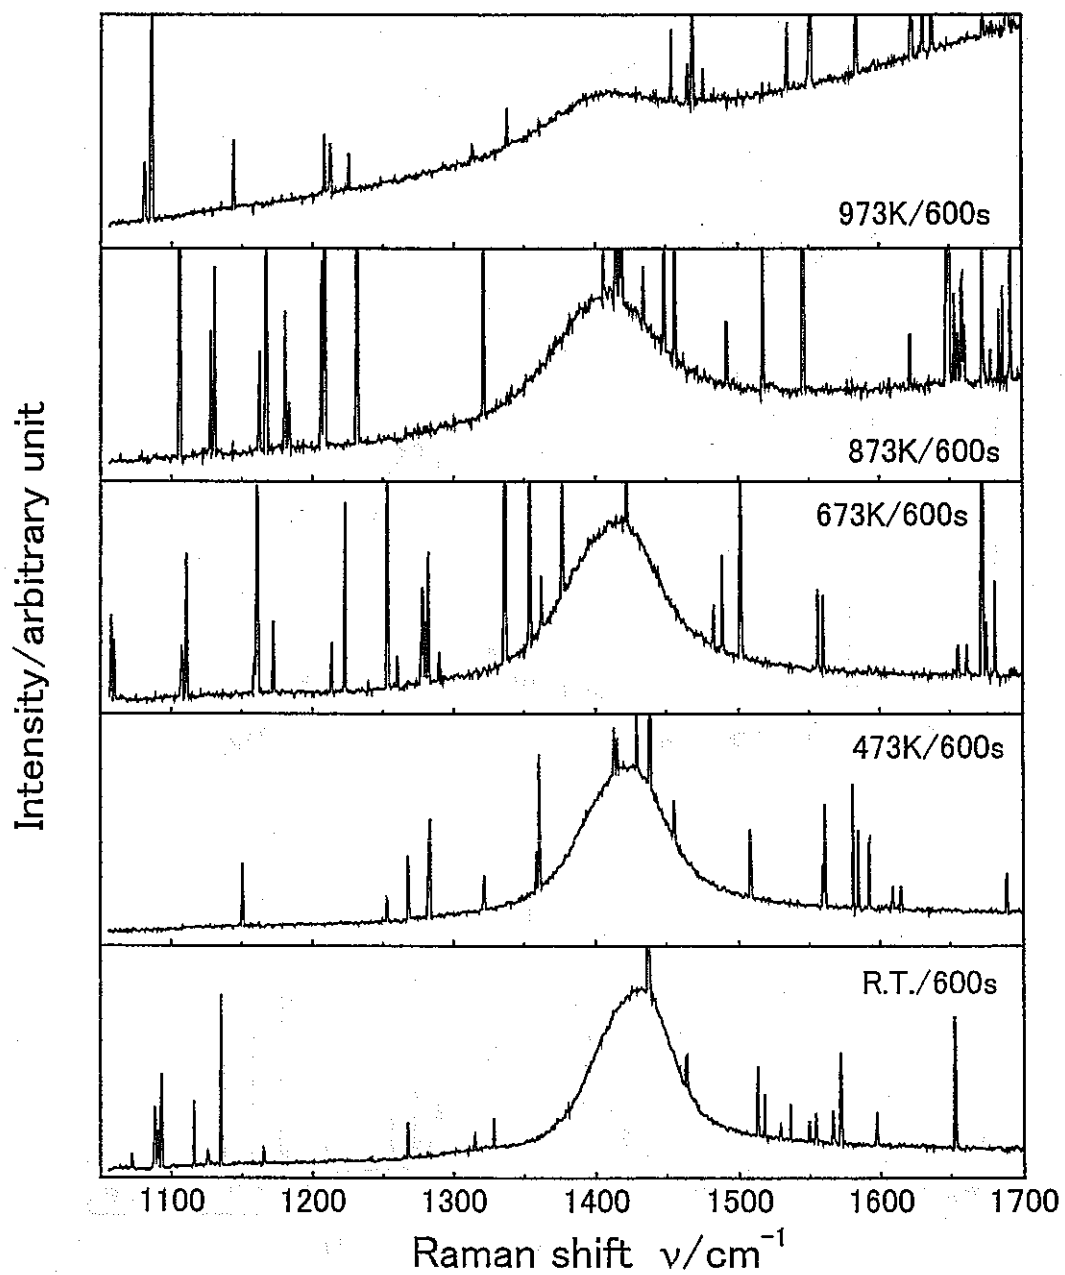 973K/600s
873K/600s
673K/600s
473K/600s
R.T./600s
Intensity/arbitrary unit
1100 1200 1300 1400 1500 1600 1700
Raman shift ν/cm⁻¹